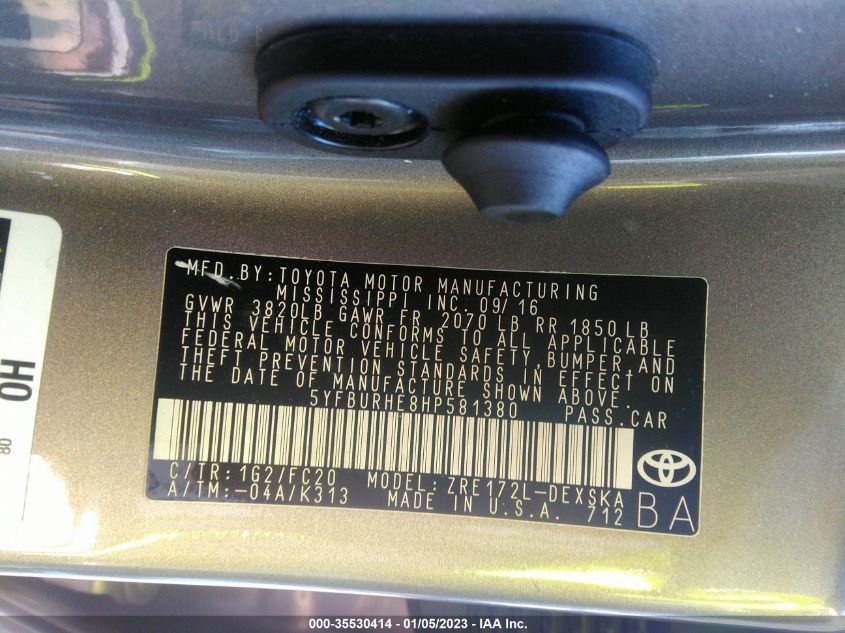 MFD.BY:TOYOTA MOTOR MANUFACTURING
MISSISSIPPI INC. 09/16
GVWR 3820LB GAWR FR 2070 LB RR 1850 LB
THIS VEHICLE CONFORMS TO ALL APPLICABLE
FEDERAL MOTOR VEHICLE SAFETY,BUMPER,AND
THEFT PREVENTION STANDARDS IN EFFECT ON
THE DATE OF MANUFACTURE SHOWN ABOVE.
5YFBURHE8HP581380 PASS.CAR
C/TR:1G2/FC20 MODEL:ZRE172L-DEXSKA
A/TM:-04A/K313 MADE IN U.S.A. 712
BA
OH
80
000-35530414 - 01/05/2023 - IAA Inc.